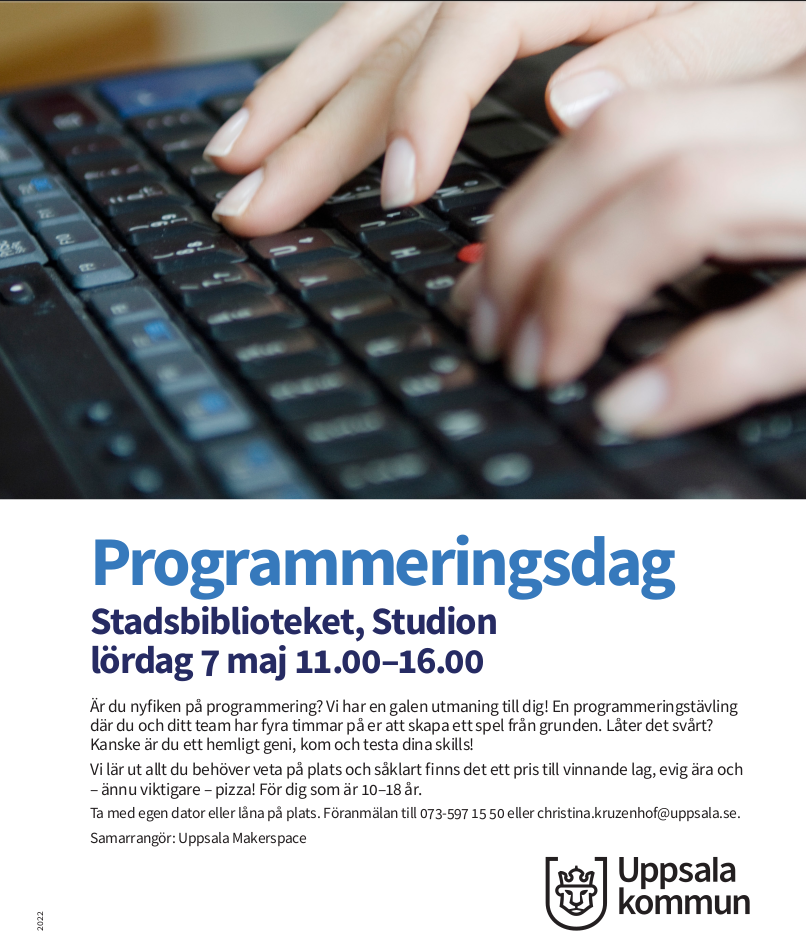 Programmeringsdag
Stadsbiblioteket, Studion
lördag 7 maj 11.00–16.00
Är du nyfiken på programmering? Vi har en galen utmaning till dig! En programmeringstävling
där du och ditt team har fyra timmar på er att skapa ett spel från grunden. Låter det svårt?
Kanske är du ett hemligt geni, kom och testa dina skills!
Vi lär ut allt du behöver veta på plats och såklart finns det ett pris till vinnande lag, evig ära och
– ännu viktigare – pizza! För dig som är 10–18 år.
Ta med egen dator eller låna på plats. Föranmälan till 073-597 15 50 eller christina.kruzenhof@uppsala.se.
Samarrangör: Uppsala Makerspace
Uppsala
kommun
2022